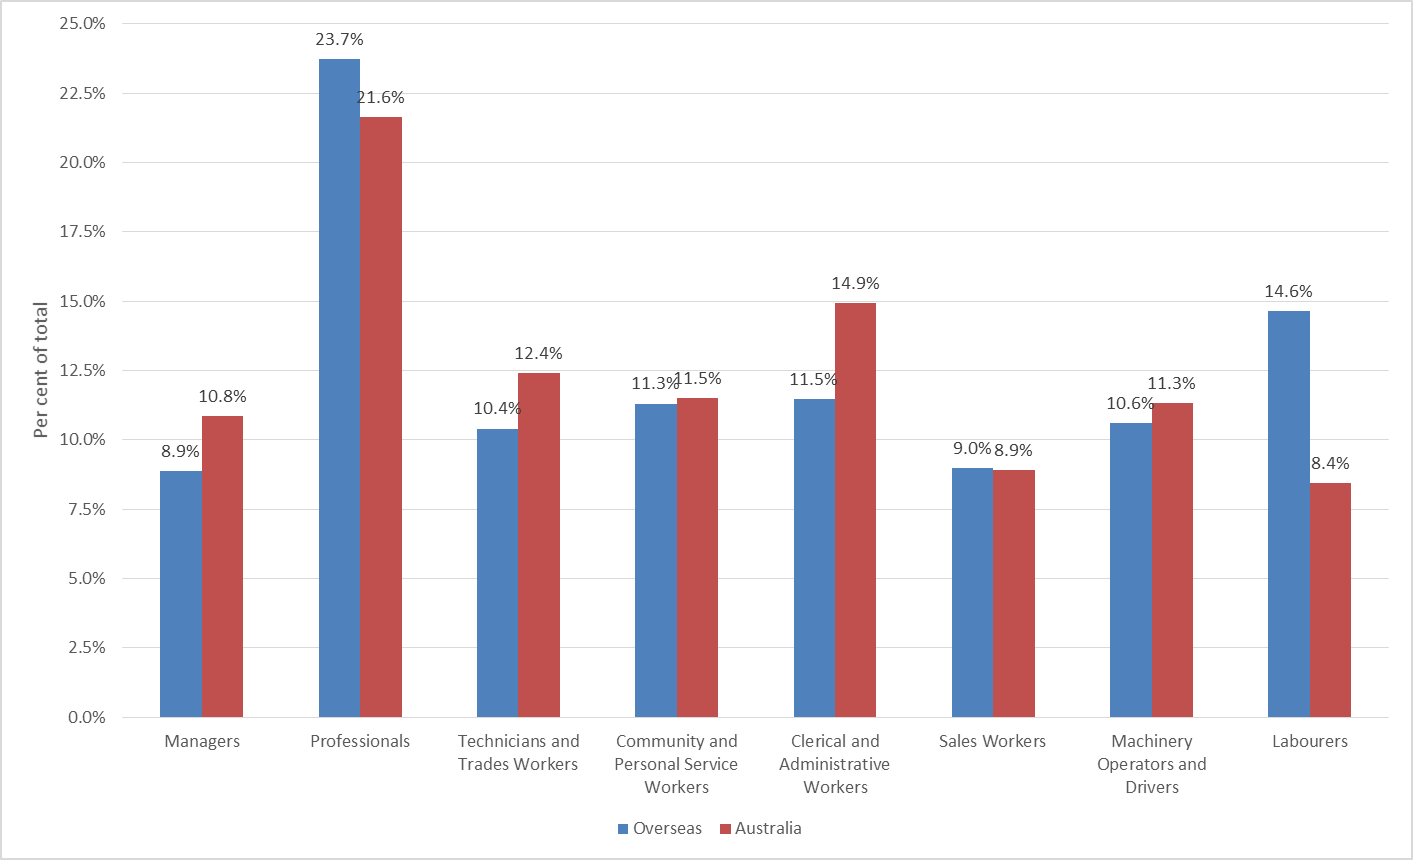 25.0%
22.5%
20.0%
17.5%
15.0%
12.5%
10.0%
7.5%
5.0%
2.5%
0.0%
Per cent of total
8.9%
10.8%
23.7%
21.6%
10.4%
12.4%
11.3%
11.5%
11.5%
14.9%
9.0%
8.9%
10.6%
11.3%
14.6%
8.4%
Managers
Professionals
Technicians and
Trades Workers
Community and
Personal Service
Workers
Clerical and
Administrative
Workers
Sales Workers
Machinery
Operators and
Drivers
Labourers
Overseas
Australia